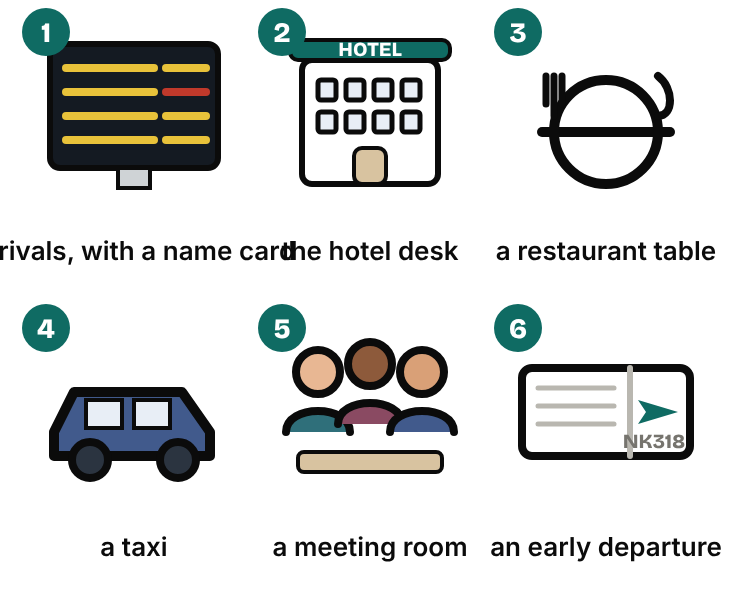 1
2
HOTEL
3
rivals, with a name card
the hotel desk
a restaurant table
4
5
6
NK318
a taxi
a meeting room
an early departure